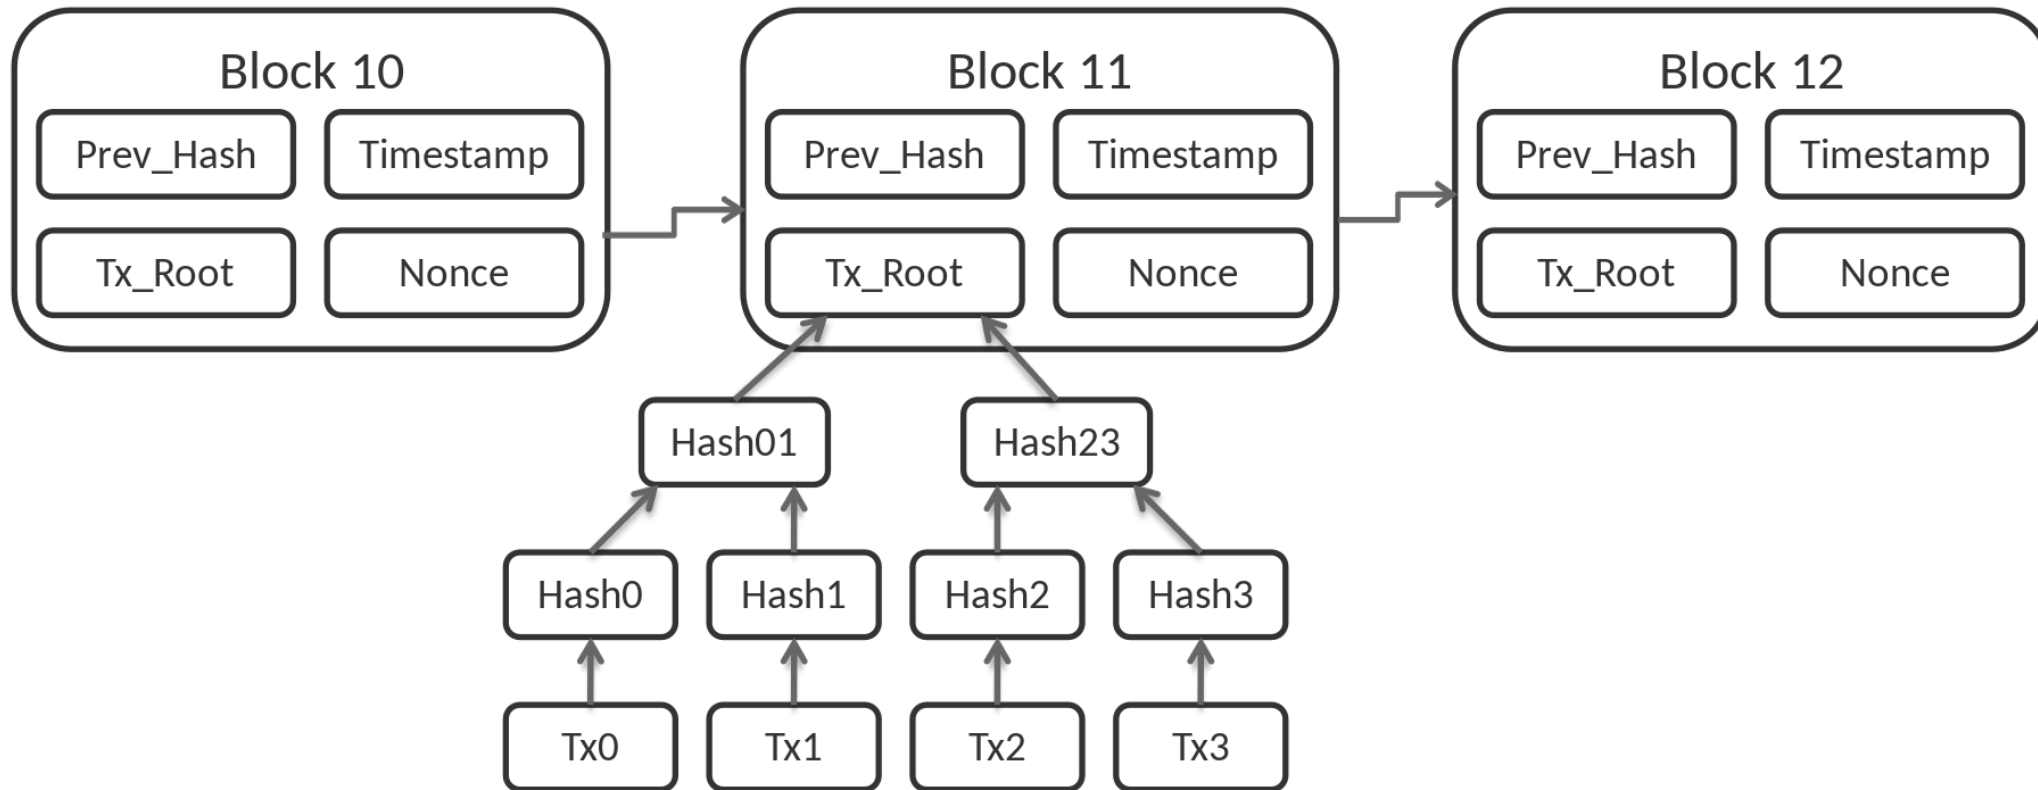 Block 10
Prev_Hash
Timestamp
Tx_Root
Nonce
Block 11
Prev_Hash
Timestamp
Tx_Root
Nonce
Block 12
Prev_Hash
Timestamp
Tx_Root
Nonce
Hash01
Hash23
Hash0
Hash1
Hash2
Hash3
Tx0
Tx1
Tx2
Tx3